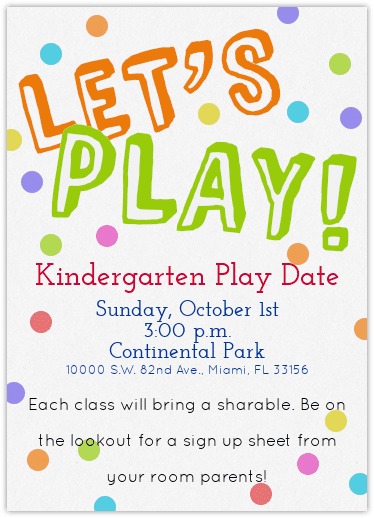 LET'S
PLAY!
Kindergarten Play Date
Sunday, October 1st
3:00 p.m.
Continental Park
10000 S.W. 82nd Ave., Miami, FL 33156
Each class will bring a sharable. Be on
the lookout for a sign up sheet from
your room parents!